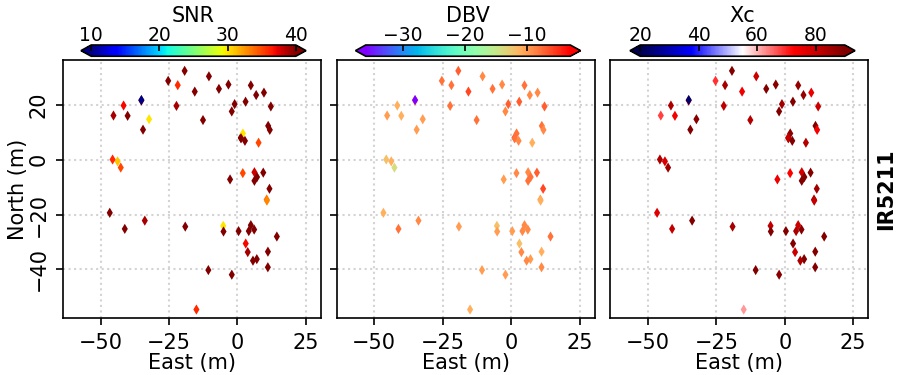 SNR
10 20 30 40
DBV
−30 −20 −10
Xc
20 40 60 80
North (m)
20
0
−20
−40
−50 −25 0 25
East (m)
−50 −25 0 25
East (m)
−50 −25 0 25
East (m)
IR5211